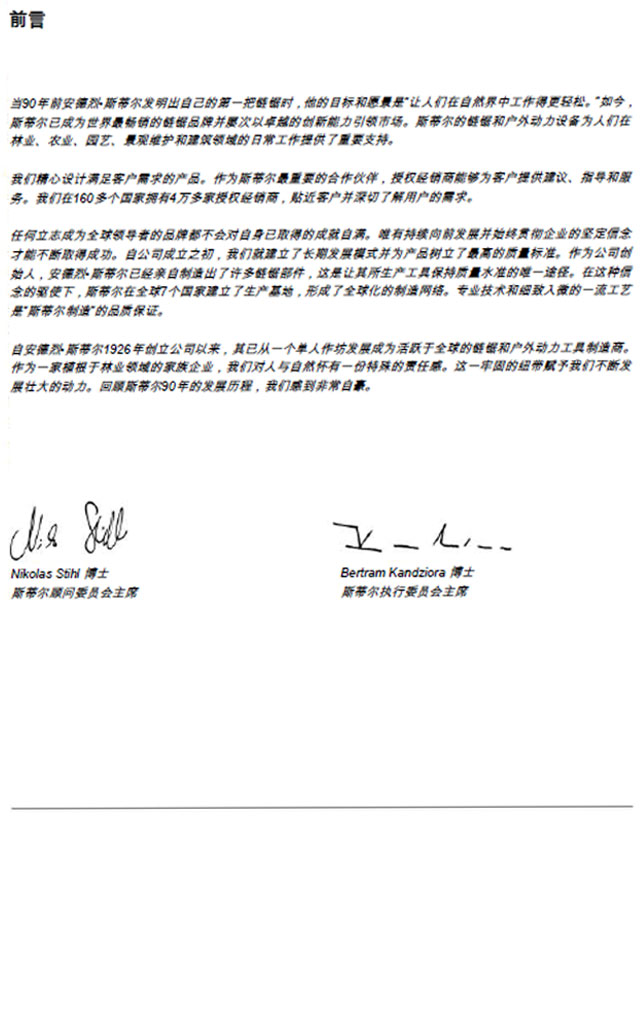 前言
当90年前安德烈•斯蒂尔发明出自己的第一把链锯时，他的目标和愿景是“让人们在自然界中工作得更轻松。”如今，
斯蒂尔已成为世界最畅销的链锯品牌并屡次以卓越的创新能力引领市场。斯蒂尔的链锯和户外动力设备为人们在
林业、农业、园艺、景观维护和建筑领域的日常工作提供了重要支持。
我们精心设计满足客户需求的产品。作为斯蒂尔最重要的合作伙伴，授权经销商能够为客户提供建议、指导和服
务。我们在160多个国家拥有4万多家授权经销商，贴近客户并深切了解用户的需求。
任何立志成为全球领导者的品牌都不会对自身已取得的成就自满。唯有持续向前发展并始终贯彻企业的坚定信念
才能不断取得成功。自公司成立之初，我们就建立了长期发展模式并为产品树立了最高的质量标准。作为公司创
始人，安德烈•斯蒂尔已经亲自制造出了许多链锯部件，这是让其所生产工具保持质量水准的唯一途径。在这种信
念的驱使下，斯蒂尔在全球7个国家建立了生产基地，形成了全球化的制造网络。专业技术和细致入微的一流工艺
是“斯蒂尔制造”的品质保证。
自安德烈•斯蒂尔1926年创立公司以来，其已从一个单人作坊发展成为活跃于全球的链锯和户外动力工具制造商。
作为一家植根于林业领域的家族企业，我们对人与自然怀有一份特殊的责任感。这一牢固的纽带赋予我们不断发
展壮大的动力。回顾斯蒂尔90年的发展历程，我们感到非常自豪。
Nikolas Stihl 博士
斯蒂尔顾问委员会主席
Bertram Kandziora 博士
斯蒂尔执行委员会主席